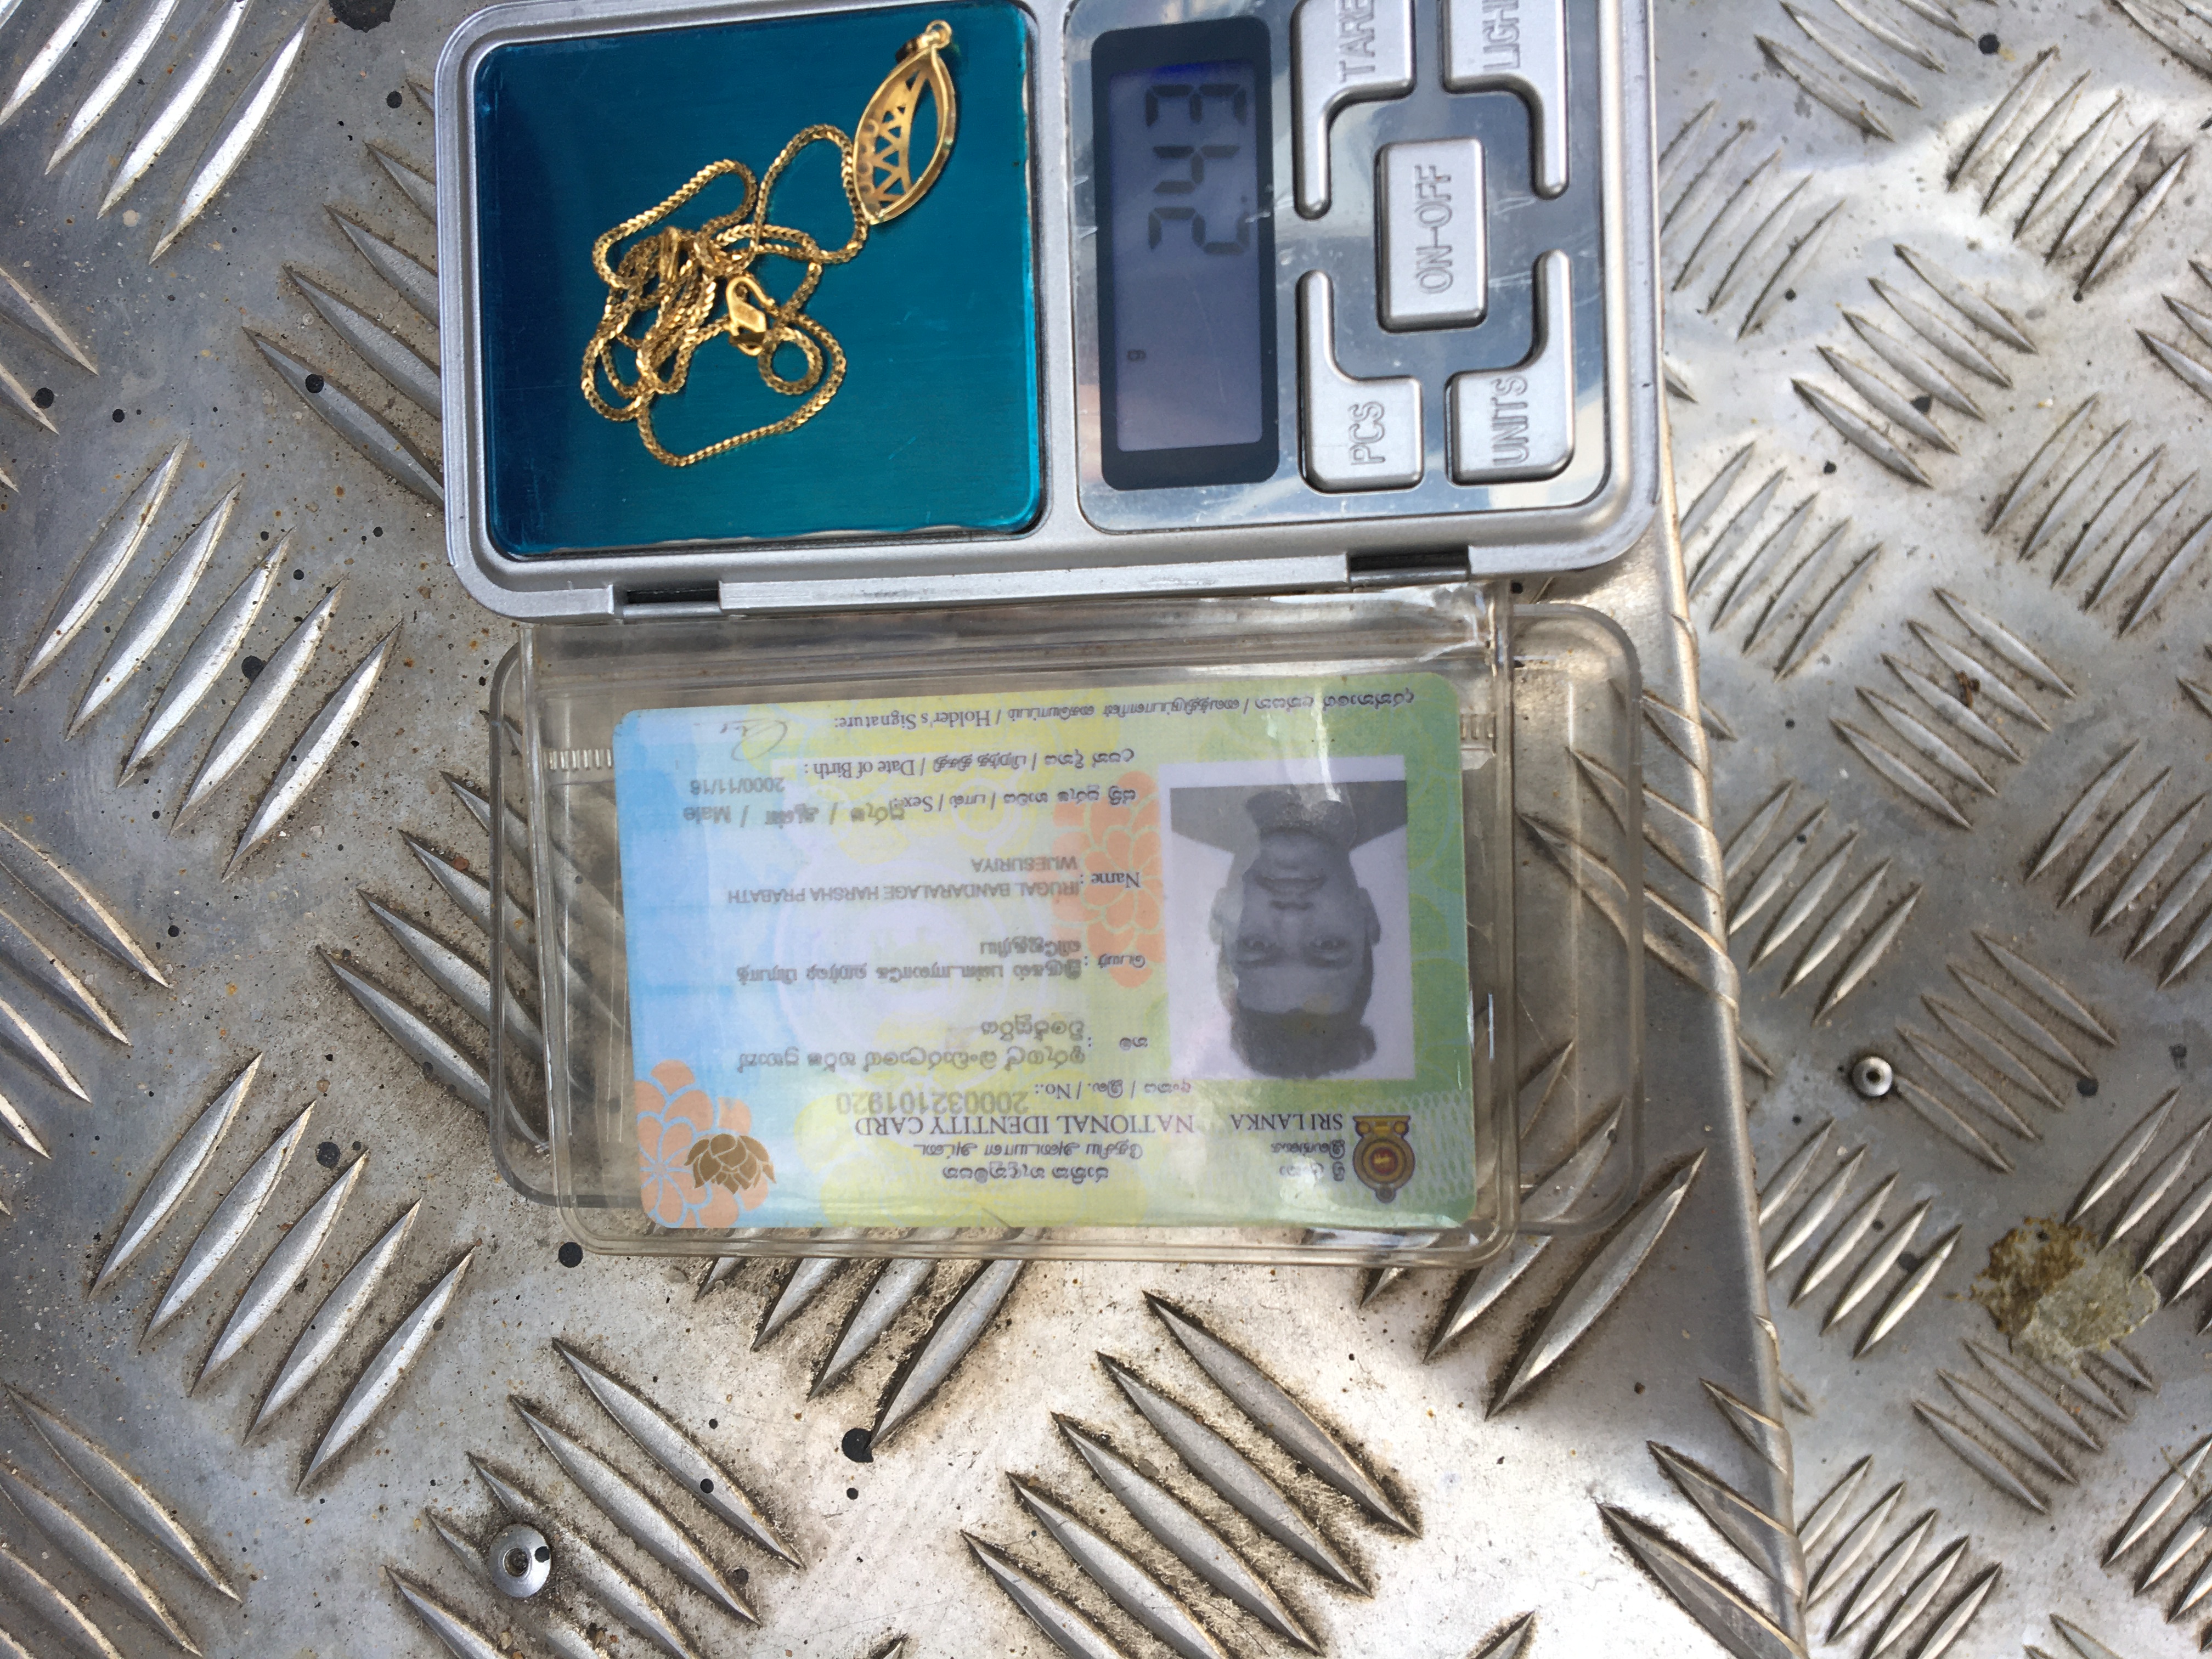 ශ්‍රී ලංකා
இலங்கை
SRI LANKA
ජාතික හැඳුනුම්පත
தேசிய அடையாள அட்டை
NATIONAL IDENTITY CARD
අංකය / இல. / No.: 200032101920
නම : ඉරුගල් බංඩාරලාගේ හර්ෂ ප්‍රභාත්
විජේසූරිය
பெயர் : இருகல் பண்டாரலாகே ஹர்ஷ பிரபாத்
விஜேசூரிய
Name : IRUGAL BANDARALAGE HARSHA PRABATH
WIJESURIYA
ස්ත්‍රී පුරුෂ භාවය / பால் / Sex: පුරුෂ / ஆண் / Male
උපන් දිනය / பிறந்த திகதி / Date of Birth : 2000/11/16
දරන්නාගේ අත්සන / வைத்திருப்பாளரின் கையொப்பம் / Holder's Signature:
g
2.43
PCS
TARE
ON-OFF
UNITS
LIGH